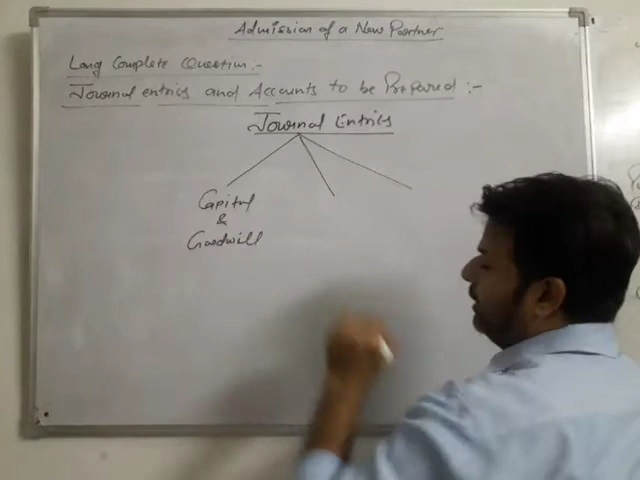 Admission of a New Partner
Long Complete Question:-
Journal entries and Accounts to be Prepared:-
Journal Entries
Capital
&
Goodwill